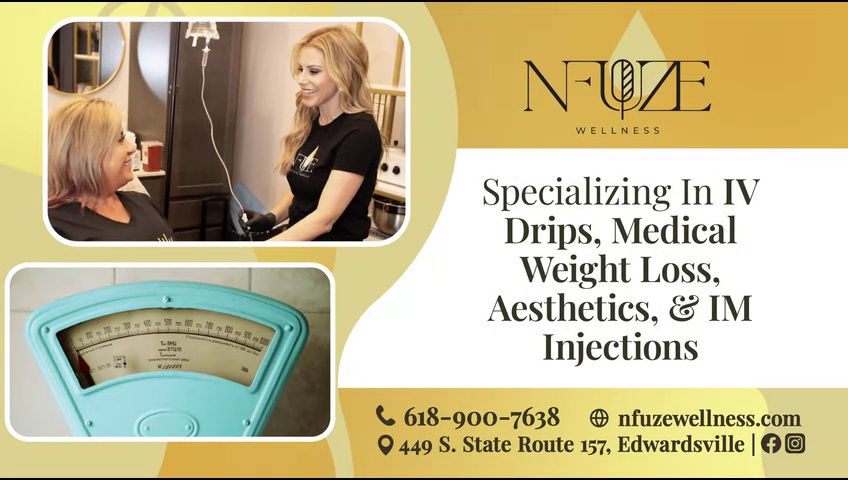 NFUZE
WELLNESS
Specializing In IV
Drips, Medical
Weight Loss,
Aesthetics, & IM
Injections
618-900-7638
nfuzewellness.com
449 S. State Route 157, Edwardsville |